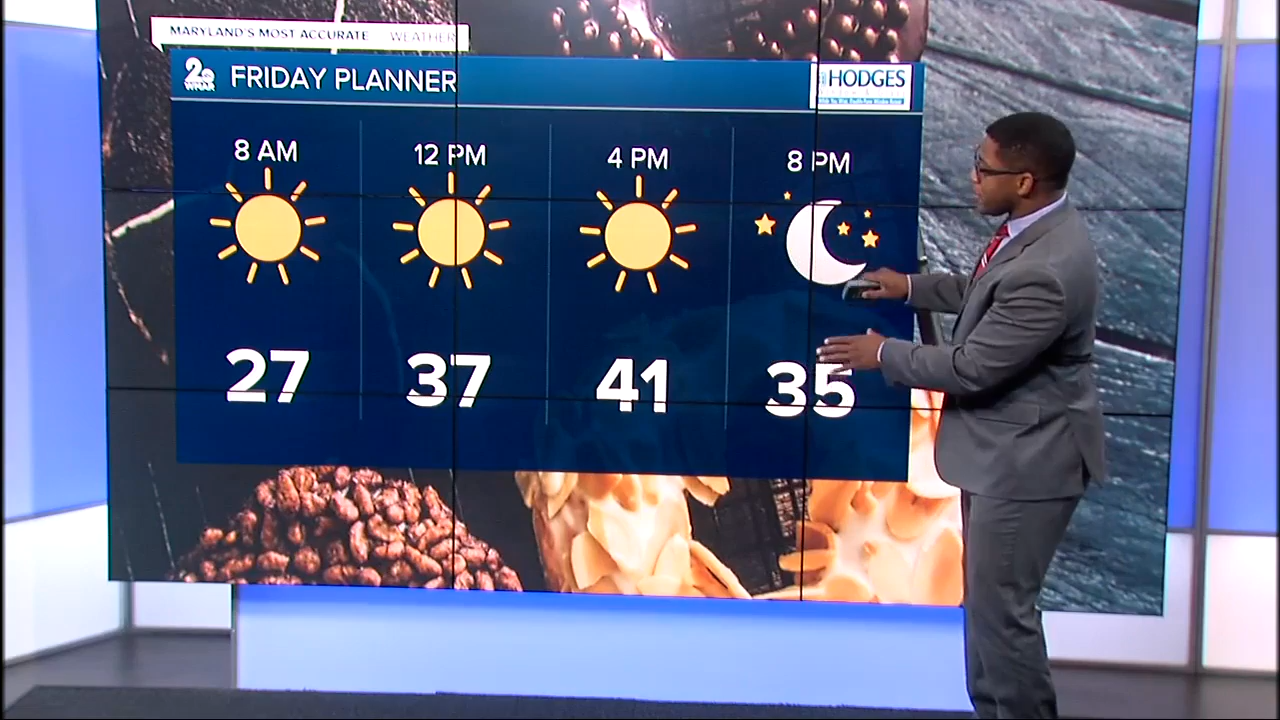 MARYLAND'S MOST ACCURATE WEATHER
2 WMAR FRIDAY PLANNER
HODGES
8 AM 12 PM 4 PM 8 PM
27 37 41 35